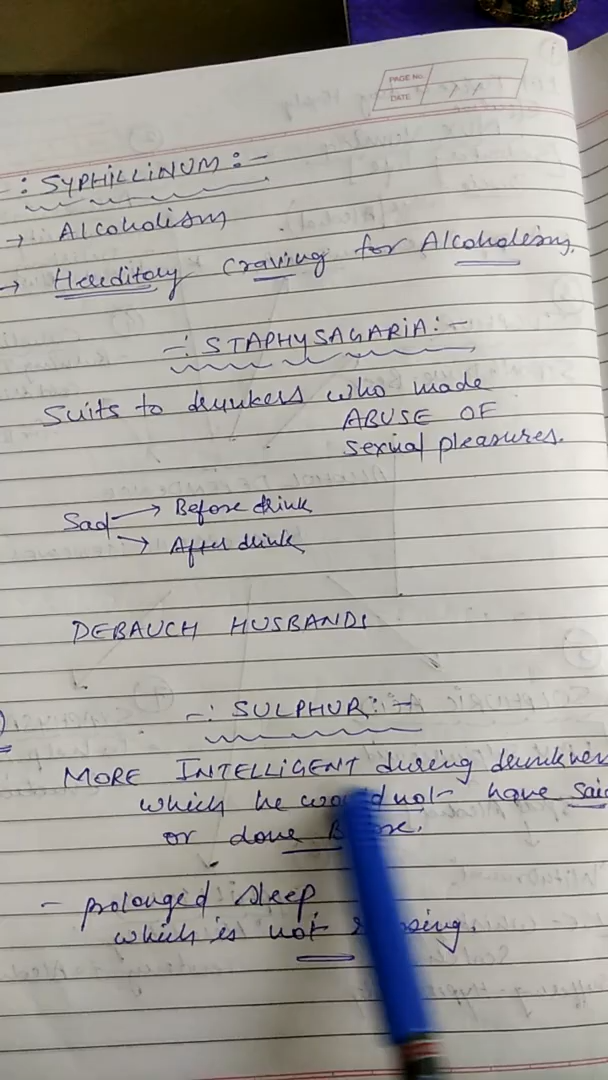 PAGE NO.
DATE
-: SYPHILLINUM :-
→ Alcoholism
→ Hereditary craving for Alcoholism.
-: STAPHYSAGARIA :-
Suits to drunkers who made
ABUSE OF
sexual pleasures.
Sad → Before drink
→ After drink
DEBAUCH HUSBANDS
-: SULPHUR :-
MORE INTELLIGENT during
which he would not have said
or done
- prolonged sleep
which is not